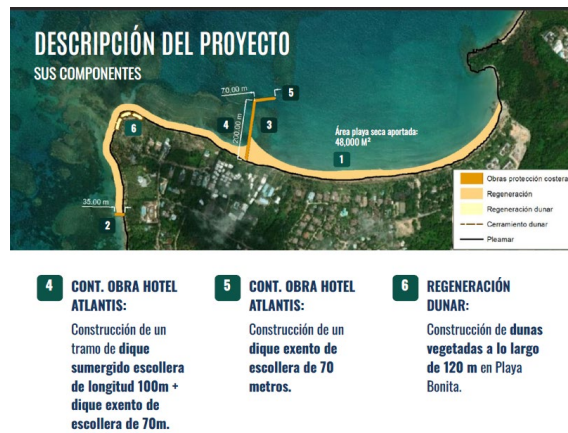 DESCRIPCIÓN DEL PROYECTO
SUS COMPONENTES
70,00 m
5
4
3
200,00 m
6
Área playa seca aportada:
48,000 M²
1
35,00 m
2
Obras protección costera
Regeneración
Regeneración dunar
Cerramiento dunar
Pleamar
4
CONT. OBRA HOTEL
ATLANTIS:
Construcción de un
tramo de dique
sumergido escollera
de longitud 100m +
dique exento de
escollera de 70m.
5
CONT. OBRA HOTEL
ATLANTIS:
Construcción de un
dique exento de
escollera de 70
metros.
6
REGENERACIÓN
DUNAR:
Construcción de dunas
vegetadas a lo largo
de 120 m en Playa
Bonita.